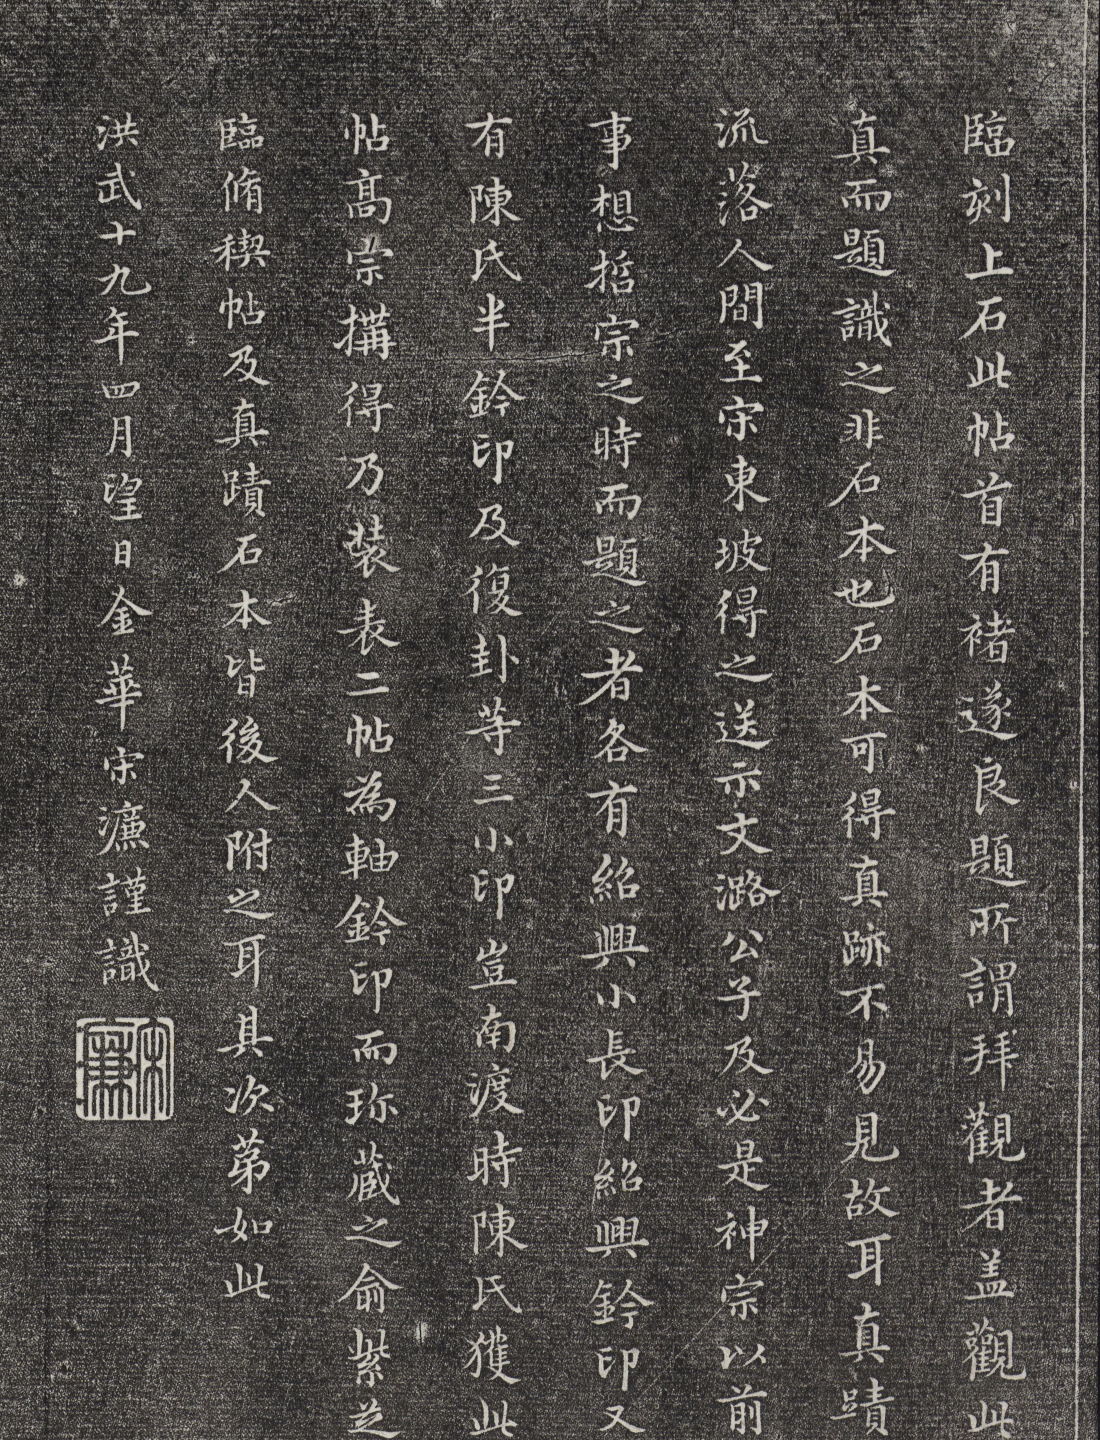 臨刻上石此帖首有褚遂良題所謂拜觀者盖觀此
真而題識之非石本也石本可得真跡不易見故耳真蹟
流落人間至宋東坡得之送示文潞公子及必是神宗以前
事想哲宗之時而題之者各有紹興小長印紹興鈐印又
有陳氏半鈐印及復卦等三小印豈南渡時陳氏獲此
帖高宗搆得乃裝表二帖為軸鈐印而珎蔵之俞紫芝
臨脩稧帖及真蹟石本皆後人附之耳其次苐如此
洪武十九年四月望日金華宋濂謹識
宋濂